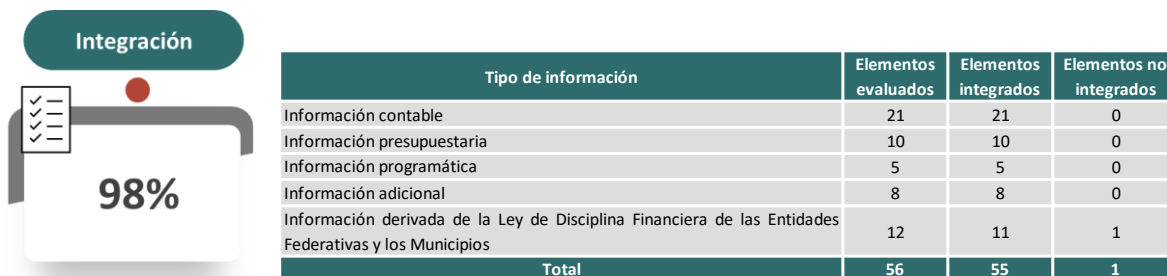 Integración
98%
Tipo de información Elementos evaluados Elementos integrados Elementos no integrados
Información contable 21 21 0
Información presupuestaria 10 10 0
Información programática 5 5 0
Información adicional 8 8 0
Información derivada de la Ley de Disciplina Financiera de las Entidades
Federativas y los Municipios 12 11 1
Total 56 55 1